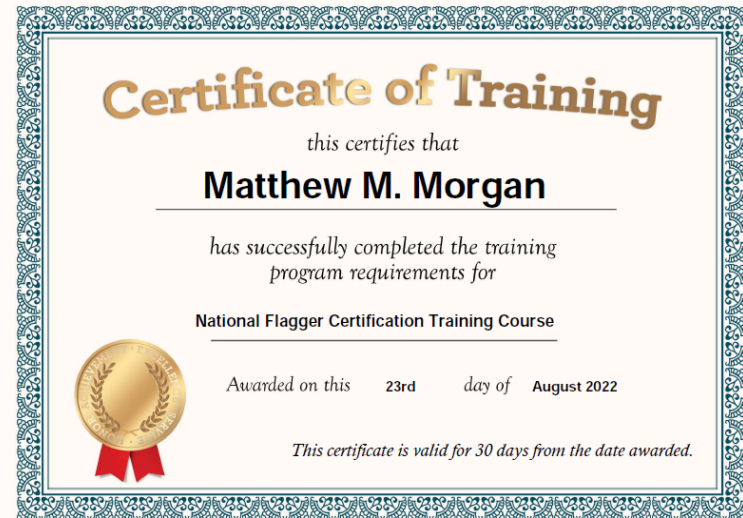 Certificate of Training
this certifies that
Matthew M. Morgan
has successfully completed the training
program requirements for
National Flagger Certification Training Course
Awarded on this 23rd day of August 2022
This certificate is valid for 30 days from the date awarded.